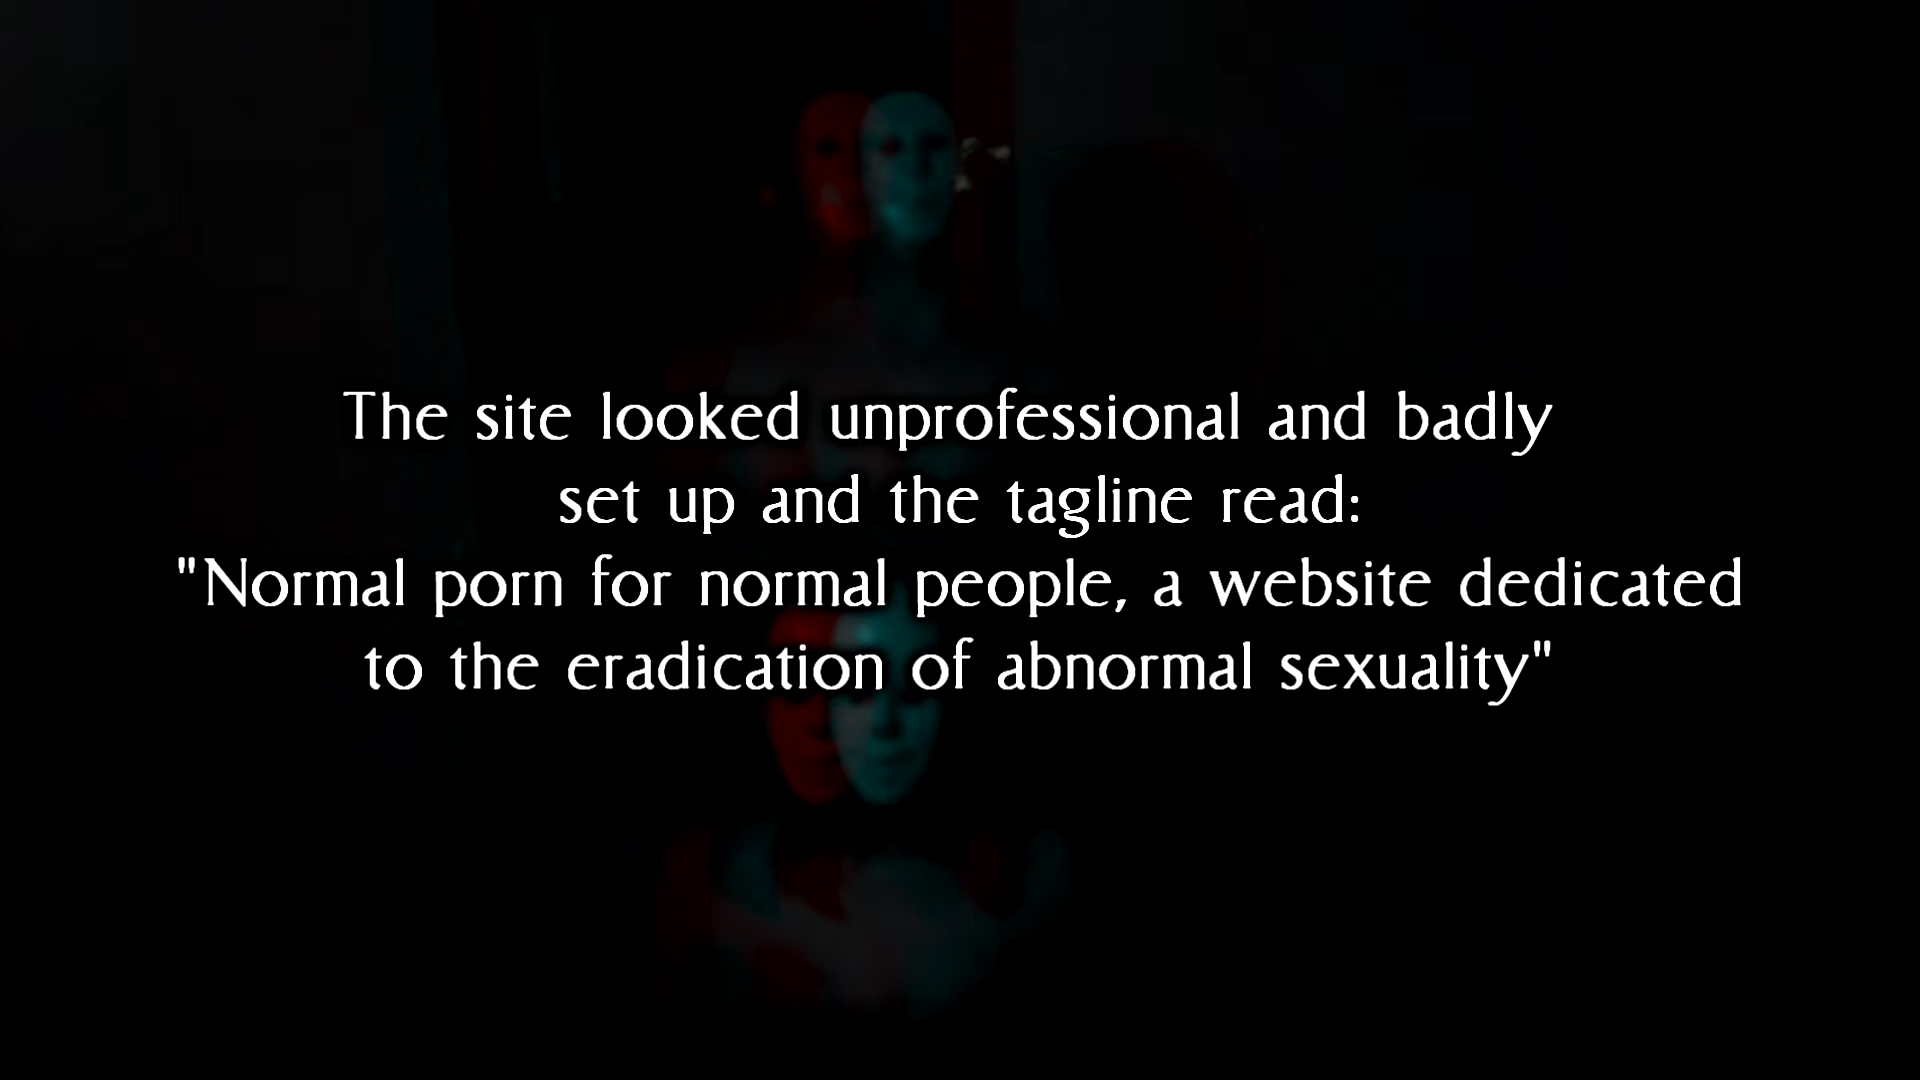 The site looked unprofessional and badly
set up and the tagline read:
"Normal porn for normal people, a website dedicated
to the eradication of abnormal sexuality"